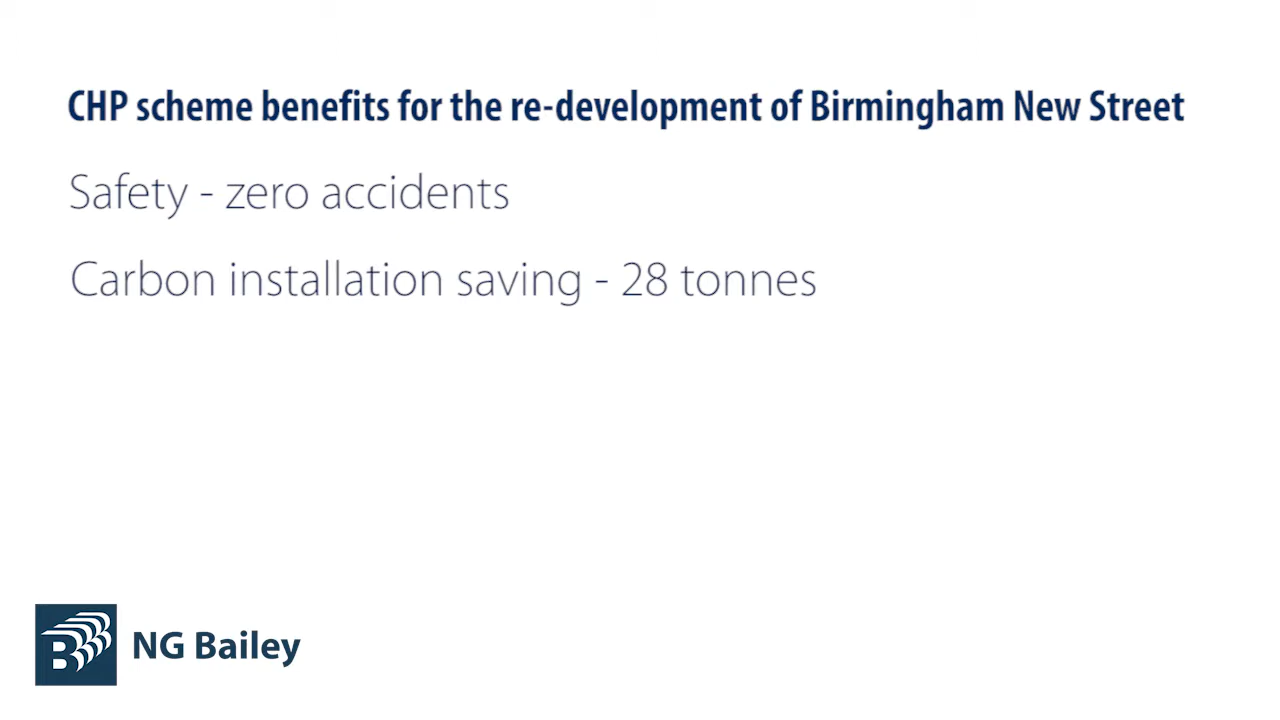 CHP scheme benefits for the re-development of Birmingham New Street
Safety - zero accidents
Carbon installation saving - 28 tonnes
B NG Bailey